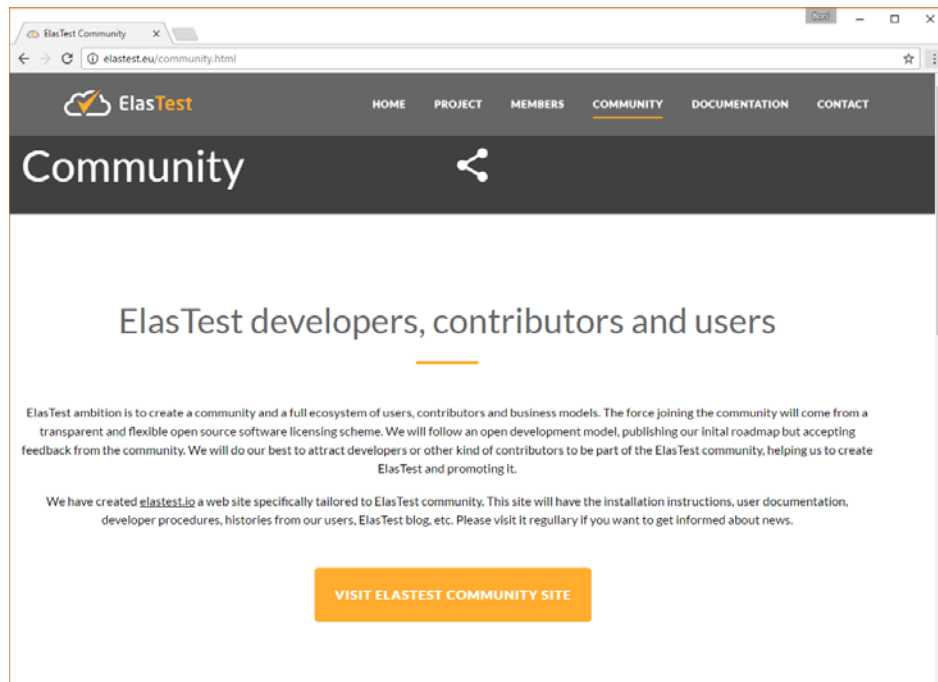 Boni
ElasTest Community
elastest.eu/community.html
ElasTest HOME PROJECT MEMBERS COMMUNITY DOCUMENTATION CONTACT
Community
ElasTest developers, contributors and users
ElasTest ambition is to create a community and a full ecosystem of users, contributors and business models. The force joining the community will come from a
transparent and flexible open source software licensing scheme. We will follow an open development model, publishing our inital roadmap but accepting
feedback from the community. We will do our best to attract developers or other kind of contributors to be part of the ElasTest community, helping us to create
ElasTest and promoting it.
We have created elastest.io a web site specifically tailored to ElasTest community. This site will have the installation instructions, user documentation,
developer procedures, histories from our users, ElasTest blog, etc. Please visit it regullary if you want to get informed about news.
VISIT ELASTEST COMMUNITY SITE